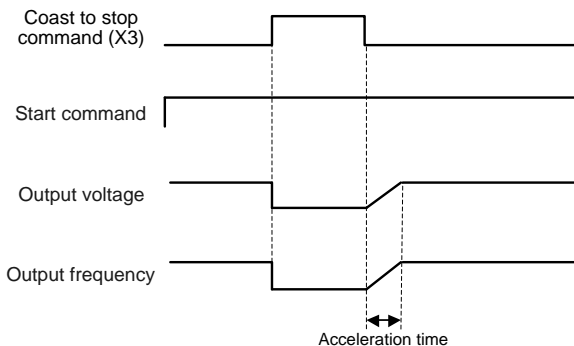 Coast to stop
command (X3)
Start command
Output voltage
Output frequency
Acceleration time